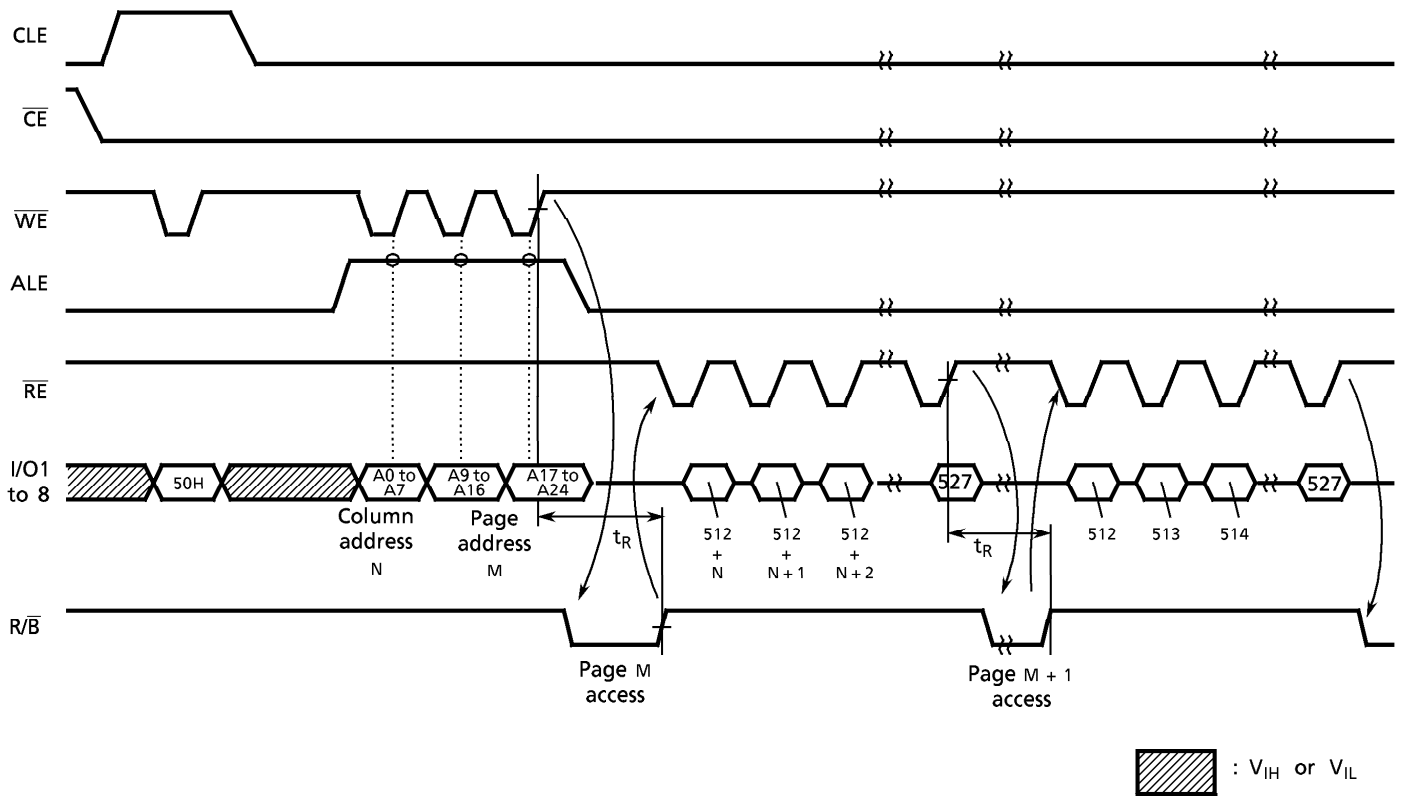 CLE
CE
WE
ALE
RE
I/O1
to 8
50H
A0 to
A7
A9 to
A16
A17 to
A24
527
527
Column
address
N
Page
address
M
tR
512
+
N
512
+
N + 1
512
+
N + 2
tR
512
513
514
R/B
Page M
access
Page M + 1
access
: VIH or VIL